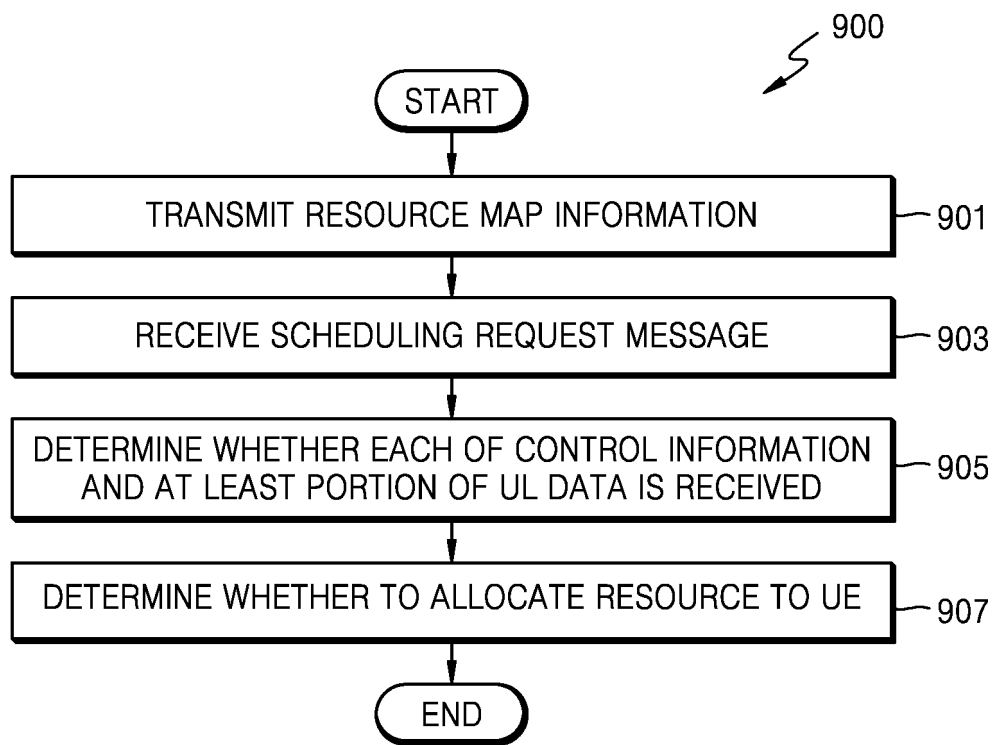 900
START
TRANSMIT RESOURCE MAP INFORMATION
901
RECEIVE SCHEDULING REQUEST MESSAGE
903
DETERMINE WHETHER EACH OF CONTROL INFORMATION
AND AT LEAST PORTION OF UL DATA IS RECEIVED
905
DETERMINE WHETHER TO ALLOCATE RESOURCE TO UE
907
END